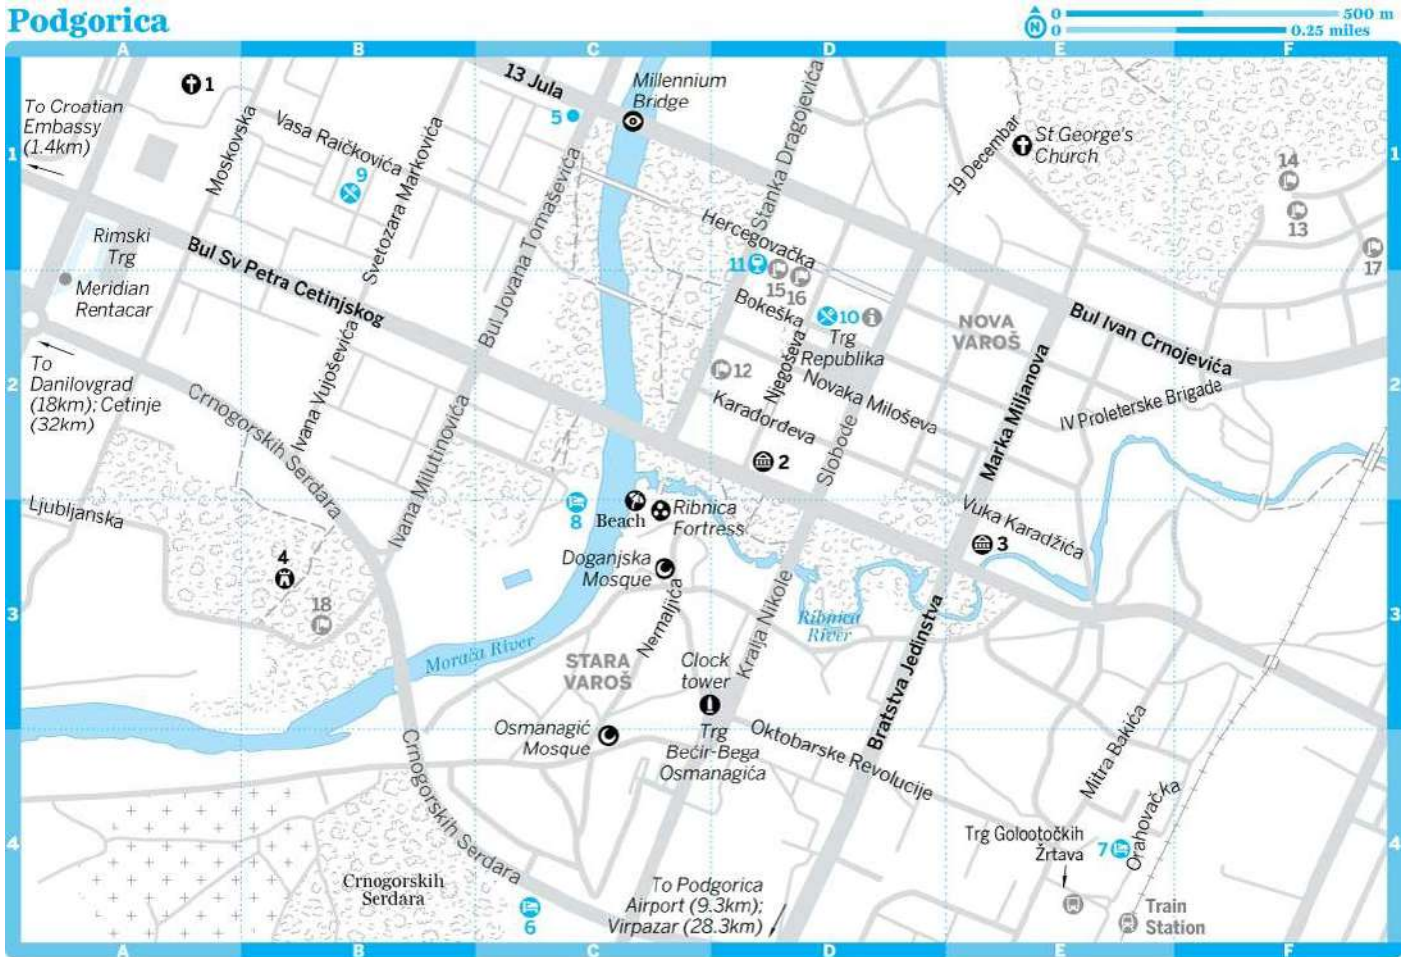 Podgorica
0 500 m
N
0 0.25 miles
A B C D E F
1
1
13 Jula
Millennium
Bridge
5
To Croatian
Embassy
(1.4km)
Moskovska
Vasa Raičkovića
9
Svetozara Markovića
Bul Jovana Tomaševića
Stanka Dragojevića
19 Decembar
St George's
Church
14
13
17
1
Hercegovačka
Rimski
Trg
Meridian
Rentacar
Bul Sv Petra Cetinjskog
11
15
16
Bokeška
10
Trg
Republika
NOVA
VAROŠ
Bul Ivan Crnojevića
To
Danilovgrad
(18km); Cetinje
(32km)
2
Crnogorskih Serdara
Ivana Vujoševića
Ivana Milutinovića
12
Njegoševa
Novaka Miloševa
Karađorđeva
Slobode
Marka Miljanova
IV Proleterske Brigade
2
2
Ljubljanska
8
Beach
Ribnica
Fortress
Vuka Karadžića
3
4
18
Doganjska
Mosque
Nemaljića
Kralja Nikole
Ribnica
River
Bratstva Jedinstva
3
3
Morača River
STARA
VAROŠ
Clock
tower
Osmanagić
Mosque
Trg
Bećir-Bega
Osmanagića
Oktobarske Revolucije
Mitra Bakića
Orahovačka
Crnogorskih Serdara
4
Crnogorskih
Serdara
6
To Podgorica
Airport (9.3km);
Virpazar (28.3km)
Trg Golootočkih
Žrtava
7
4
Train
Station
A B C D E F